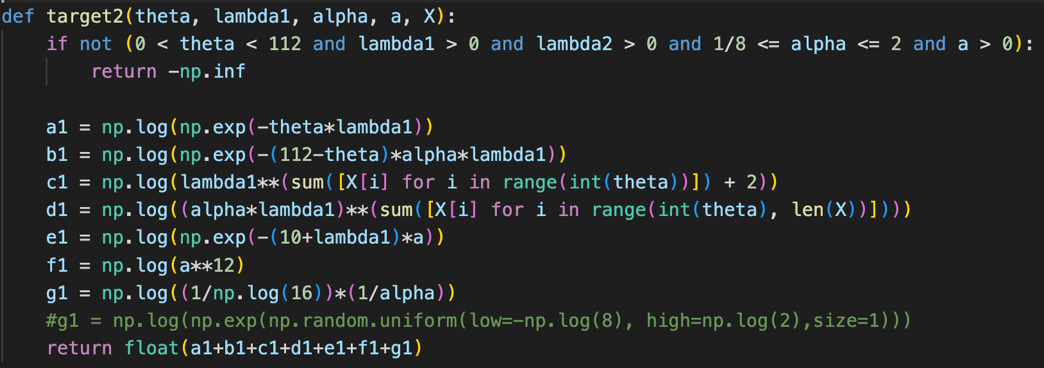 def target2(theta, lambda1, alpha, a, X):
    if not (0 < theta < 112 and lambda1 > 0 and lambda2 > 0 and 1/8 <= alpha <= 2 and a > 0):
        return -np.inf

    a1 = np.log(np.exp(-theta*lambda1))
    b1 = np.log(np.exp(-(112-theta)*alpha*lambda1))
    c1 = np.log(lambda1**(sum([X[i] for i in range(int(theta))]) + 2))
    d1 = np.log((alpha*lambda1)**(sum([X[i] for i in range(int(theta), len(X))])))
    e1 = np.log(np.exp(-(10+lambda1)*a))
    f1 = np.log(a**12)
    g1 = np.log((1/np.log(16))*(1/alpha))
    #g1 = np.log(np.exp(np.random.uniform(low=-np.log(8), high=np.log(2),size=1)))
    return float(a1+b1+c1+d1+e1+f1+g1)